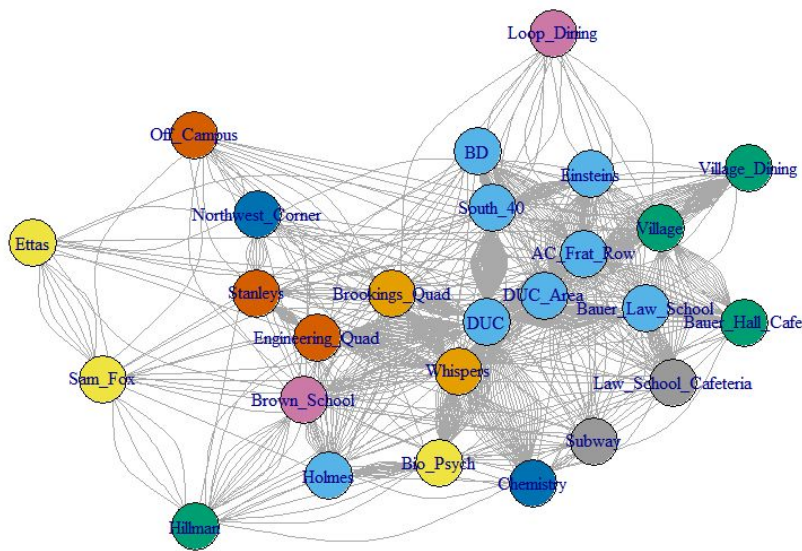 Loop_Dining
Off_Campus
BD
Einsteins
Village_Dining
Northwest_Corner
South_40
Village
Ettas
AC_Frat_Row
Stanleys
Brookings_Quad
DUC_Area
Bauer_Law_School
DUC
Bauer_Hall_Cafe
Engineering_Quad
Sam_Fox
Whispers
Law_School_Cafeteria
Brown_School
Subway
Holmes
Bio_Psych
Chemistry
Hillman